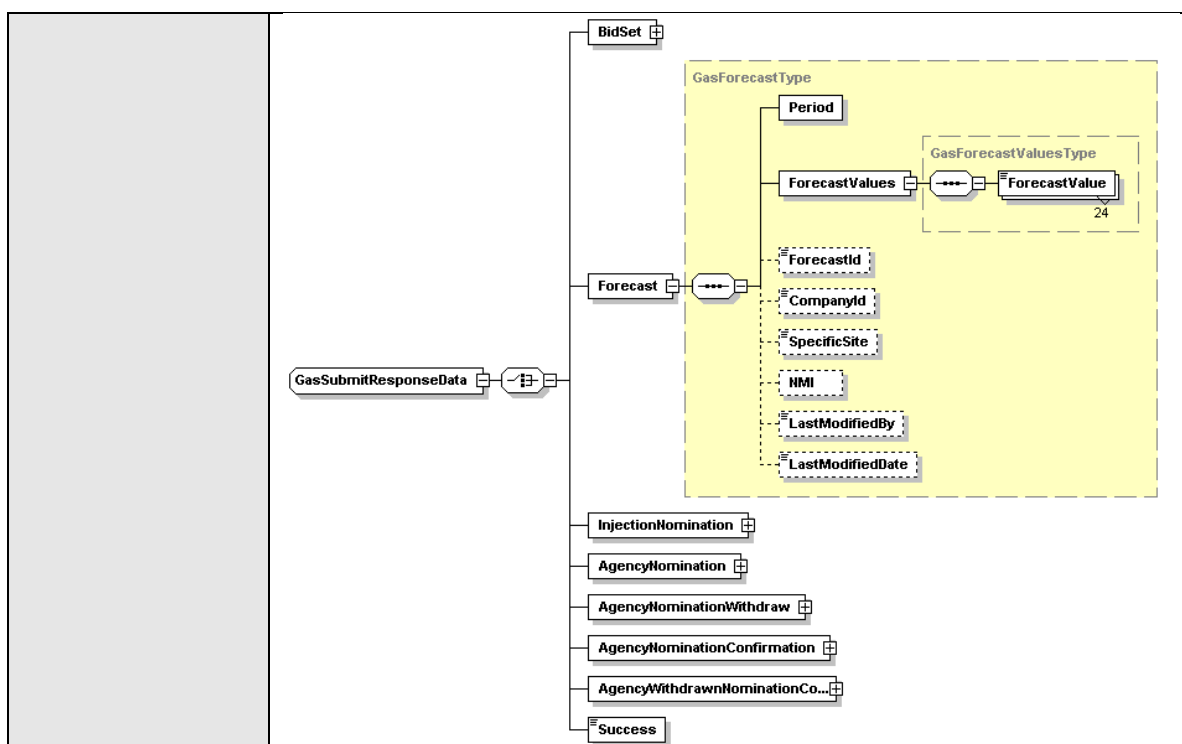 BidSet
GasForecastType
Period
GasForecastValuesType
ForecastValues
ForecastValue
24
ForecastId
Forecast
CompanyId
SpecificSite
GasSubmitResponseData
NMI
LastModifiedBy
LastModifiedDate
InjectionNomination
AgencyNomination
AgencyNominationWithdraw
AgencyNominationConfirmation
AgencyWithdrawnNominationCo...
Success